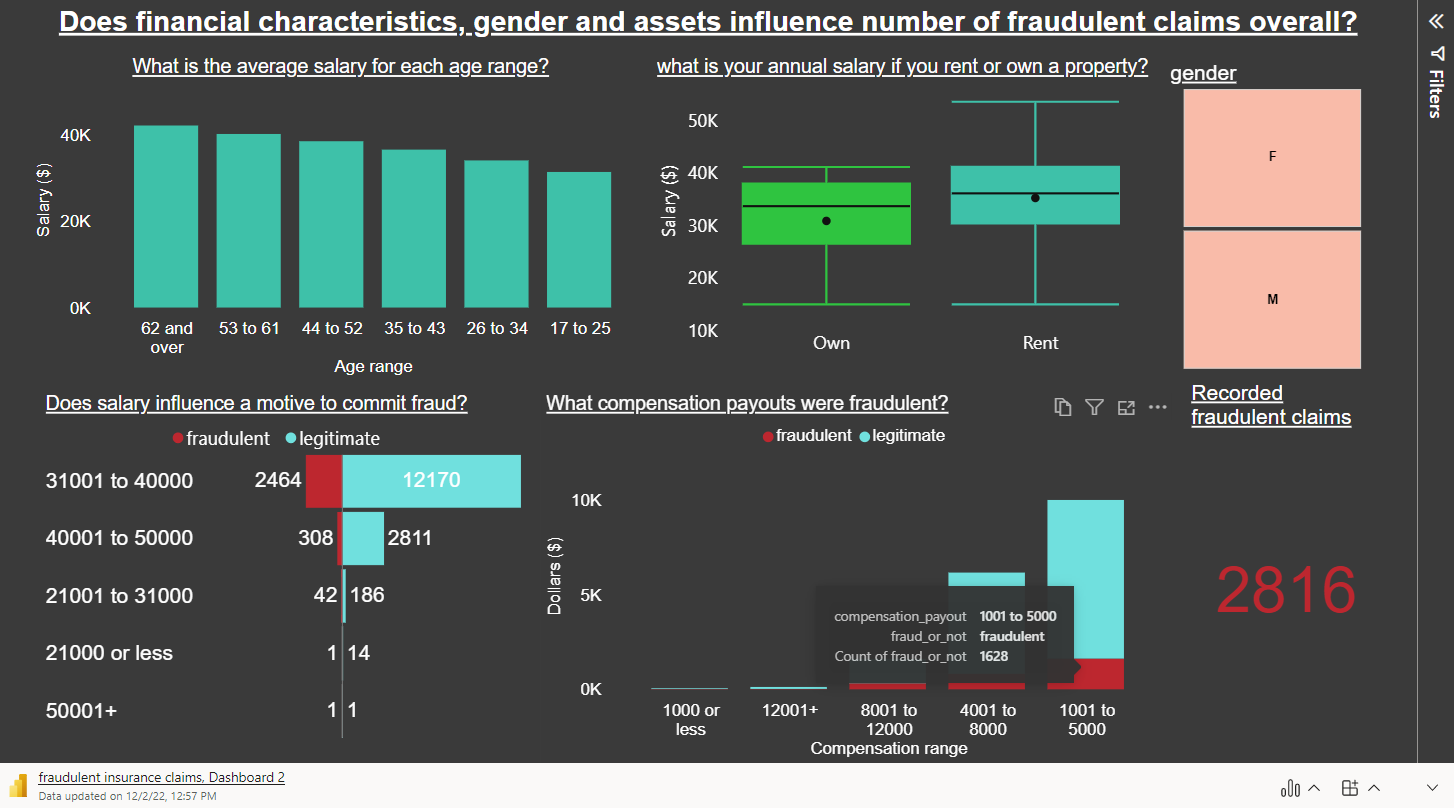 Does financial characteristics, gender and assets influence number of fraudulent claims overall?
What is the average salary for each age range?
Salary ($)
40K
20K
0K
62 and
over
53 to 61
44 to 52
35 to 43
26 to 34
17 to 25
Age range
what is your annual salary if you rent or own a property?
Salary ($)
50K
40K
30K
20K
10K
Own
Rent
gender
F
M
Filters
Does salary influence a motive to commit fraud?
fraudulent legitimate
31001 to 40000 2464 12170
40001 to 50000 308 2811
21001 to 31000 42 186
21000 or less 1 14
50001+ 1 1
What compensation payouts were fraudulent?
fraudulent legitimate
Dollars ($)
10K
5K
0K
compensation_payout 1001 to 5000
fraud_or_not fraudulent
Count of fraud_or_not 1628
1000 or
less
12001+
8001 to
12000
4001 to
8000
1001 to
5000
Compensation range
Recorded
fraudulent claims
2816
fraudulent insurance claims, Dashboard 2
Data updated on 12/2/22, 12:57 PM